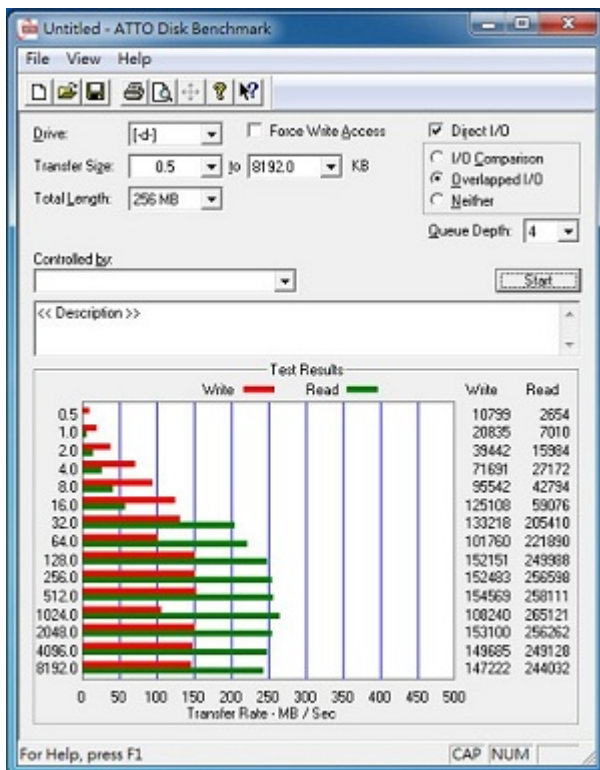 Untitled - ATTO Disk Benchmark
File View Help
Drive: [-d-] Force Write Access Direct I/O
Transfer Size: 0.5 to 8192.0 KB I/O Comparison
Overlapped I/O
Total Length: 256 MB Neither
Queue Depth: 4
Controlled by:
Start
<< Description >>
Test Results
Write Read Write Read
0.5 10799 2654
1.0 20835 7010
2.0 39442 15984
4.0 71691 27172
8.0 95542 42794
16.0 125108 59076
32.0 133218 205410
64.0 101760 221890
128.0 152151 249988
256.0 152483 256598
512.0 154569 258111
1024.0 108240 265121
2048.0 153100 256262
4096.0 149685 249128
8192.0 147222 244032
0 50 100 150 200 250 300 350 400 450 500
Transfer Rate - MB / Sec
For Help, press F1 CAP NUM